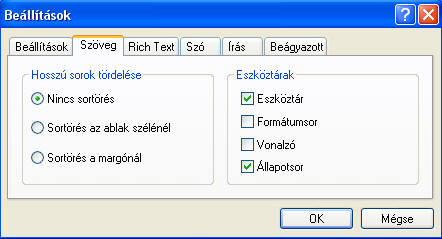 Beállítások
Beállítások Szöveg Rich Text Szó Írás Beágyazott
Hosszú sorok tördelése Eszköztárak
Nincs sortörés Eszköztár
Sortörés az ablak szélénél Formátumsor
Sortörés a margónál Vonalzó
Állapotsor
OK Mégse